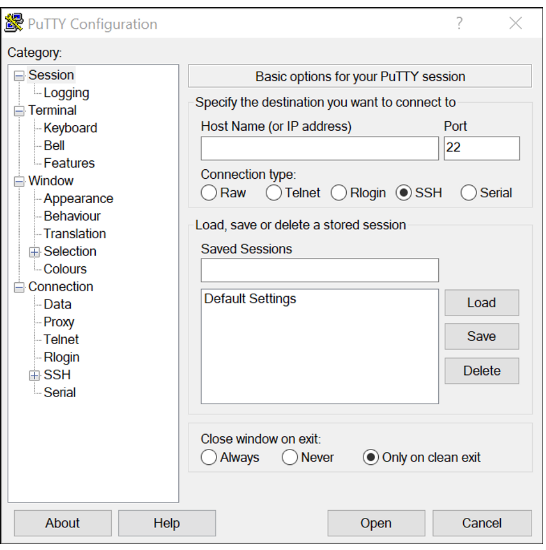 PuTTY Configuration
?
Category:
Session
Logging
Terminal
Keyboard
Bell
Features
Window
Appearance
Behaviour
Translation
Selection
Colours
Connection
Data
Proxy
Telnet
Rlogin
SSH
Serial
Basic options for your PuTTY session
Specify the destination you want to connect to
Host Name (or IP address) Port
22
Connection type:
Raw Telnet Rlogin SSH Serial
Load, save or delete a stored session
Saved Sessions
Default Settings
Load
Save
Delete
Close window on exit:
Always Never Only on clean exit
About Help Open Cancel